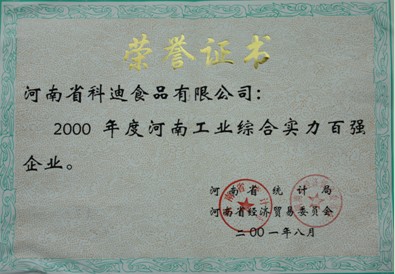 荣誉证书
河南省科迪食品有限公司：
2000 年度河南工业综合实力百强
企业。
河南省统计局
河南省经济贸易委员会
二〇〇一年八月